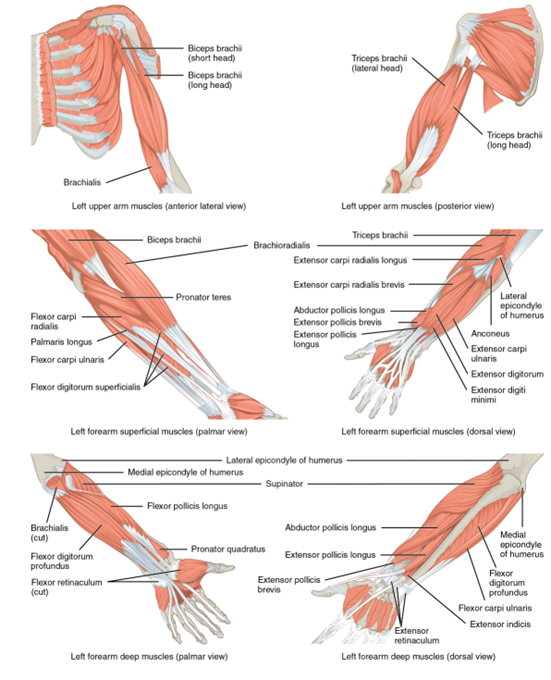 Biceps brachii
(short head)
Biceps brachii
(long head)
Brachialis
Left upper arm muscles (anterior lateral view)
Triceps brachii
(lateral head)
Triceps brachii
(long head)
Left upper arm muscles (posterior view)
Biceps brachii
Brachioradialis
Pronator teres
Flexor carpi
radialis
Palmaris longus
Flexor carpi ulnaris
Flexor digitorum superficialis
Left forearm superficial muscles (palmar view)
Triceps brachii
Extensor carpi radialis longus
Extensor carpi radialis brevis
Abductor pollicis longus
Extensor pollicis brevis
Extensor pollicis
longus
Lateral
epicondyle
of humerus
Anconeus
Extensor carpi
ulnaris
Extensor digitorum
Extensor digiti
minimi
Left forearm superficial muscles (dorsal view)
Lateral epicondyle of humerus
Medial epicondyle of humerus
Supinator
Flexor pollicis longus
Brachialis
(cut)
Flexor digitorum
profundus
Pronator quadratus
Flexor retinaculum
(cut)
Left forearm deep muscles (palmar view)
Abductor pollicis longus
Extensor pollicis longus
Extensor pollicis
brevis
Medial
epicondyle
of humerus
Flexor
digitorum
profundus
Flexor carpi ulnaris
Extensor indicis
Extensor
retinaculum
Left forearm deep muscles (dorsal view)